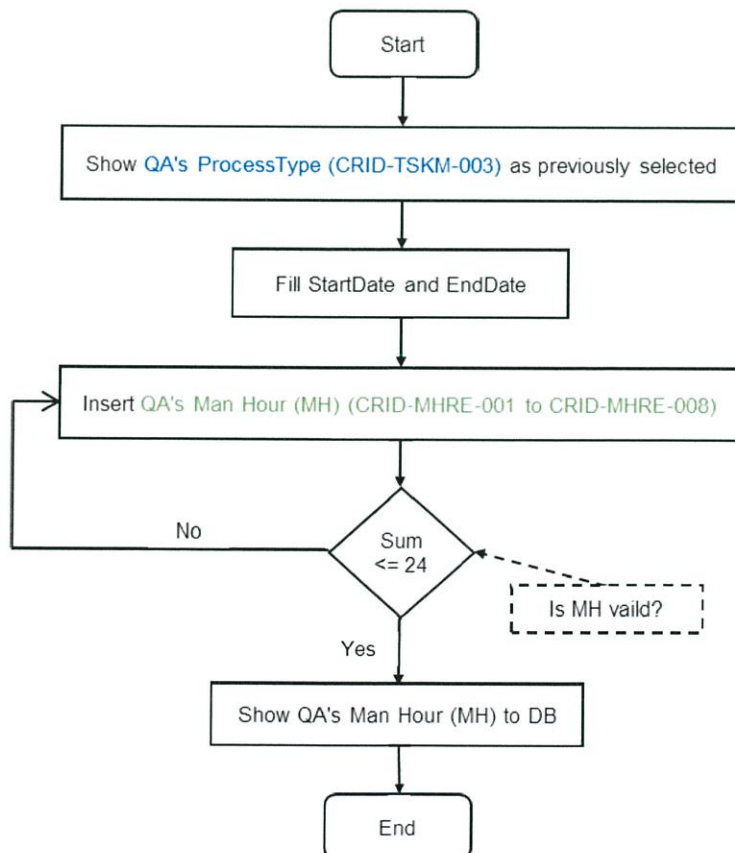 Start
Show QA's ProcessType (CRID-TSKM-003) as previously selected
Fill StartDate and EndDate
Insert QA's Man Hour (MH) (CRID-MHRE-001 to CRID-MHRE-008)
No
Sum
<= 24
Is MH vaild?
Yes
Show QA's Man Hour (MH) to DB
End